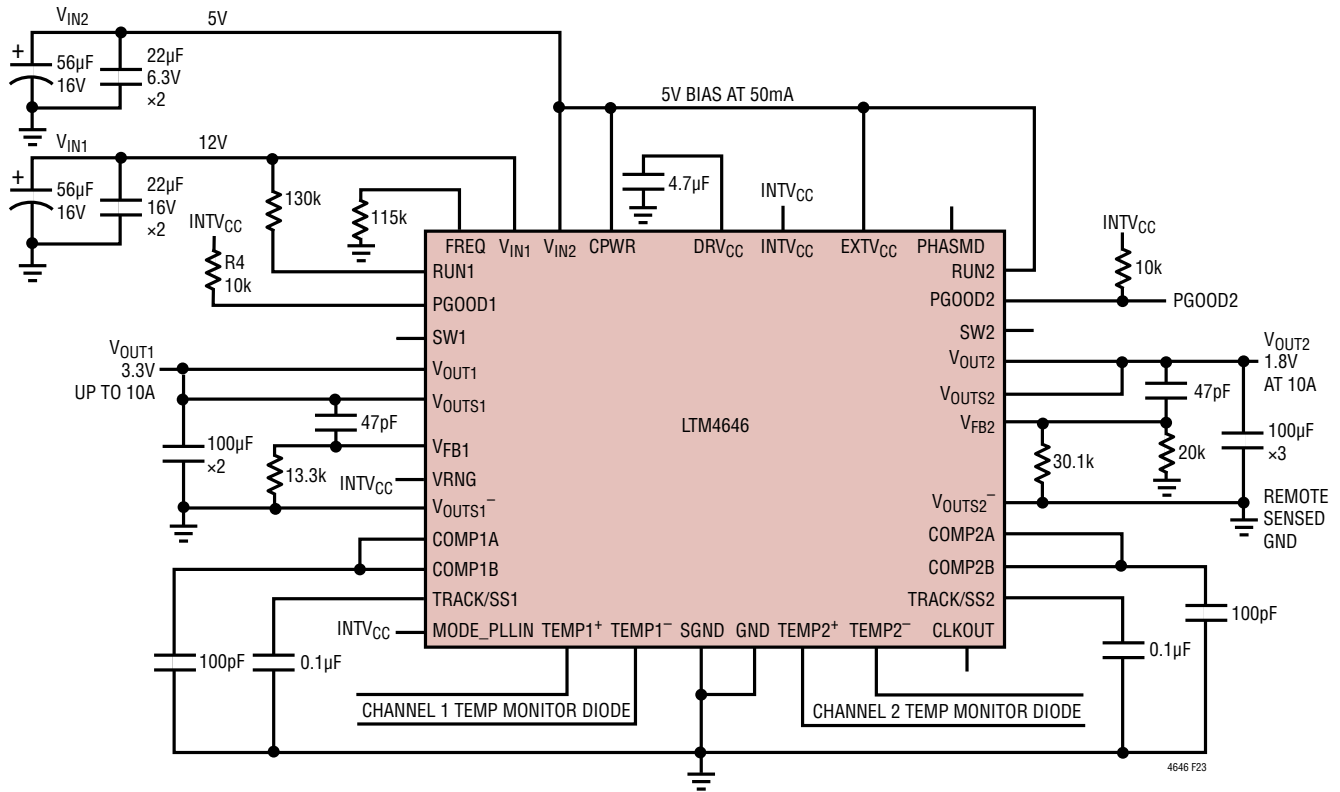 VIN2
5V
+
56µF
16V
22µF
6.3V
×2
5V BIAS AT 50mA
VIN1
12V
+
56µF
16V
22µF
16V
×2
130k
115k
4.7µF
INTVCC
INTVCC
R4
10k
INTVCC
10k
FREQ VIN1 VIN2 CPWR DRVCC INTVCC EXTVCC PHASMD
RUN1
RUN2
PGOOD1
PGOOD2
PGOOD2
SW1
SW2
VOUT1
3.3V
UP TO 10A
VOUT1
VOUT2
VOUT2
1.8V
AT 10A
VOUTS1
VOUTS2
47pF
47pF
LTM4646
VFB1
VFB2
100µF
×2
13.3k
30.1k
20k
100µF
×3
INTVCC
VRNG
VOUTS1–
VOUTS2–
REMOTE
SENSED
GND
COMP1A
COMP2A
COMP1B
COMP2B
TRACK/SS1
TRACK/SS2
100pF
INTVCC
MODE_PLLIN TEMP1+ TEMP1– SGND GND TEMP2+ TEMP2– CLKOUT
100pF
0.1µF
0.1µF
CHANNEL 1 TEMP MONITOR DIODE
CHANNEL 2 TEMP MONITOR DIODE
4646 F23